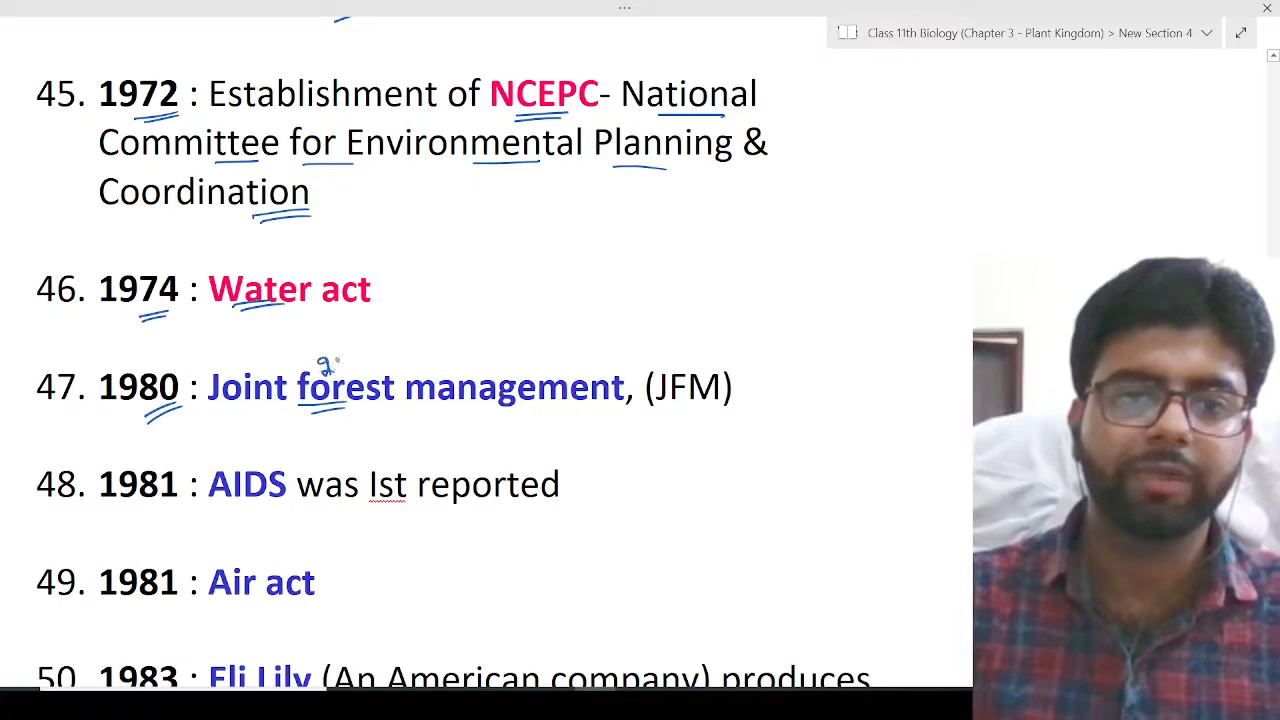 Class 11th Biology (Chapter 3 - Plant Kingdom) > New Section 4
45. 1972 : Establishment of NCEPC- National
Committee for Environmental Planning &
Coordination
46. 1974 : Water act
47. 1980 : Joint forest management, (JFM)
48. 1981 : AIDS was Ist reported
49. 1981 : Air act
50. 1983 : Eli Lily (An American company) produces